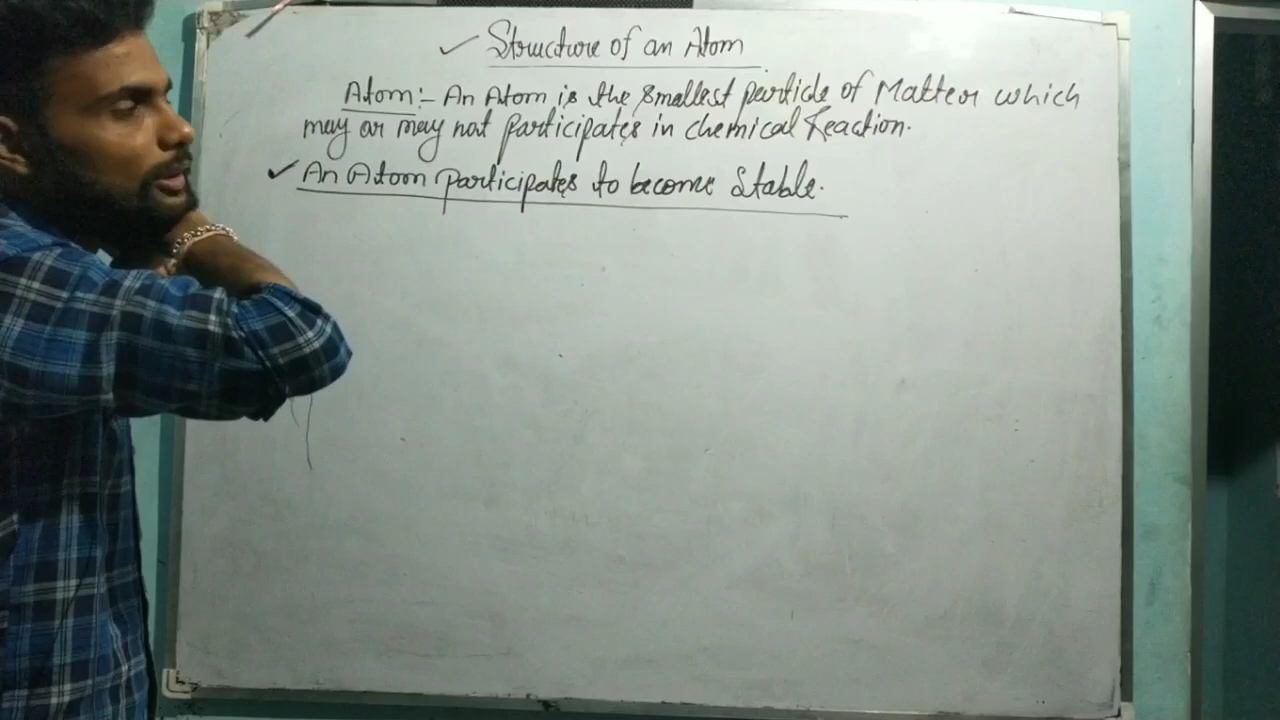 ✓ Structure of an Atom
Atom:- An Atom is the smallest particle of Matter which
may or may not participates in chemical Reaction.
✓ An Atom participates to become Stable.